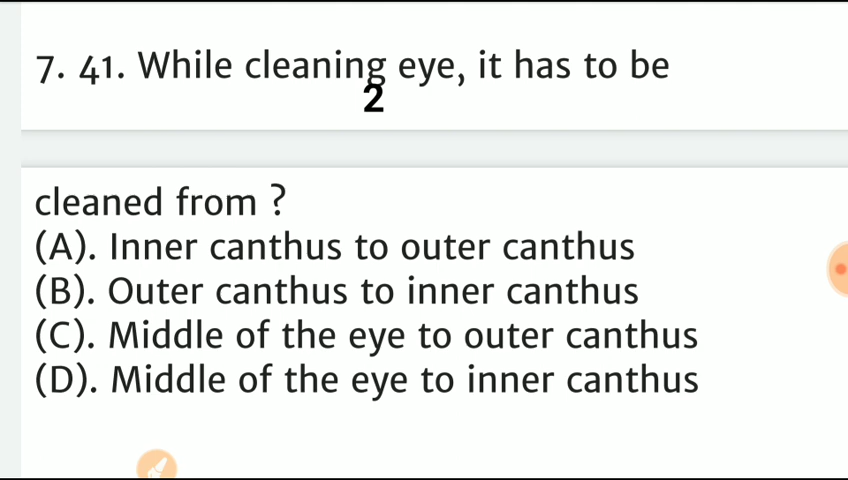 7. 41. While cleaning eye, it has to be
2
cleaned from ?
(A). Inner canthus to outer canthus
(B). Outer canthus to inner canthus
(C). Middle of the eye to outer canthus
(D). Middle of the eye to inner canthus